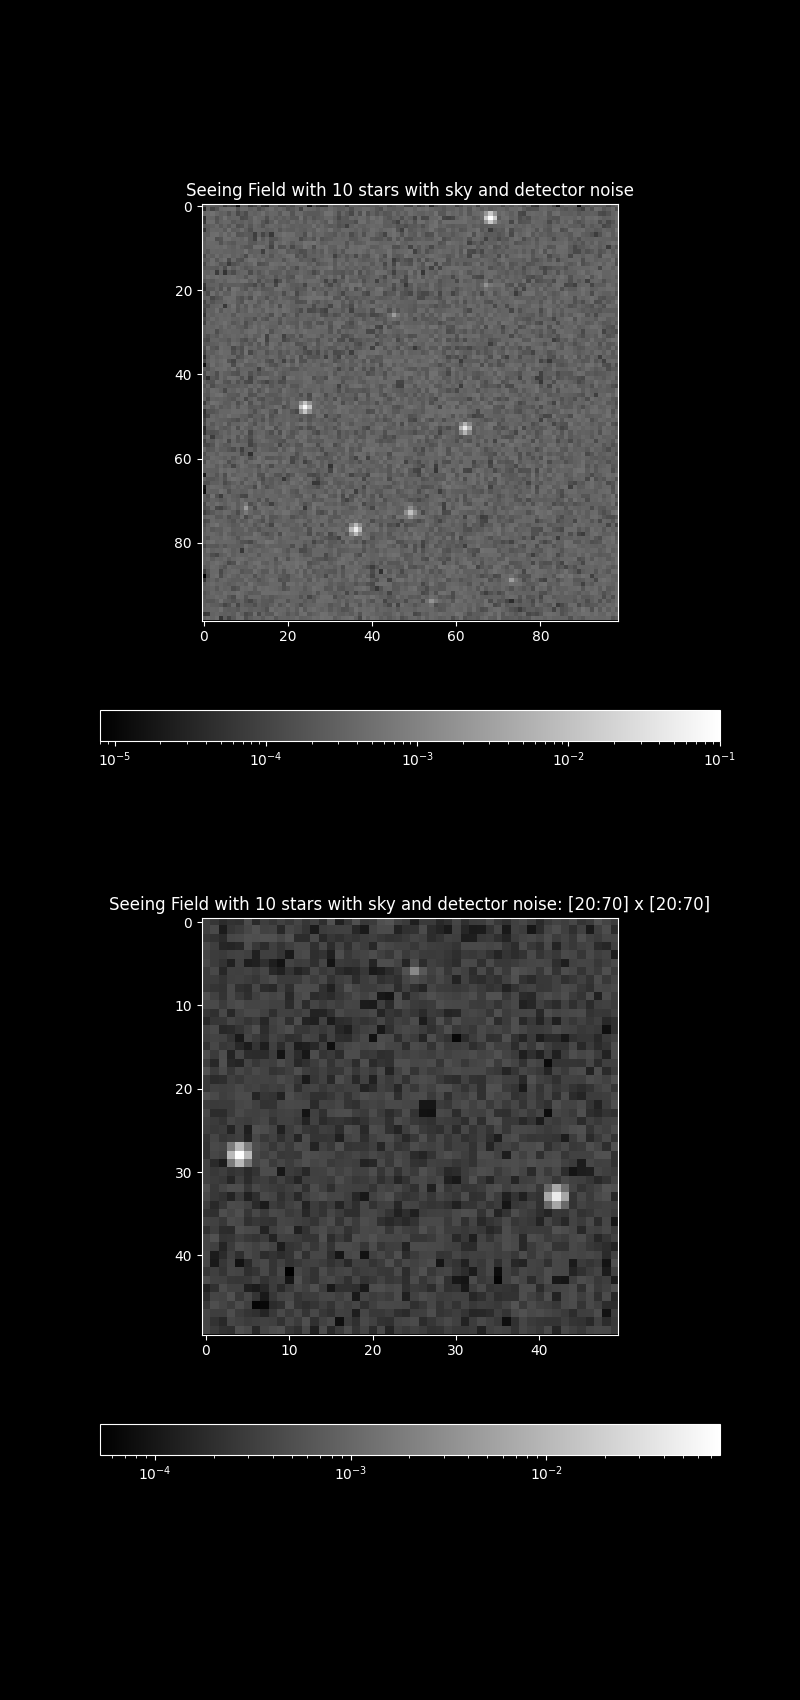 Seeing Field with 10 stars with sky and detector noise
0
20
40
60
80
0 20 40 60 80
10⁻⁵ 10⁻⁴ 10⁻³ 10⁻² 10⁻¹
Seeing Field with 10 stars with sky and detector noise: [20:70] x [20:70]
0
10
20
30
40
0 10 20 30 40
10⁻⁴ 10⁻³ 10⁻²